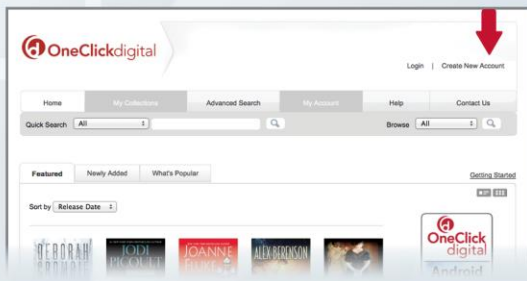 OneClickdigital
Login | Create New Account
Home My Collections Advanced Search My Account Help Contact Us
Quick Search All Browse All
Featured Newly Added What's Popular Getting Started
Sort by Release Date
OneClick
digital
Android
DEBORAH JODI JOANNE ALEX BERENSON
PICOULT FLUKE